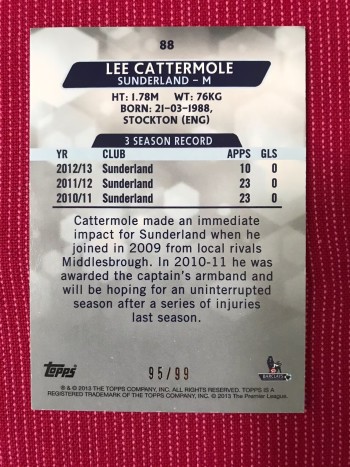 88
LEE CATTERMOLE
SUNDERLAND - M
HT: 1.78M WT: 76KG
BORN: 21-03-1988,
STOCKTON (ENG)
3 SEASON RECORD
YR CLUB APPS GLS
2012/13 Sunderland 10 0
2011/12 Sunderland 23 0
2010/11 Sunderland 23 0
Cattermole made an immediate
impact for Sunderland when he
joined in 2009 from local rivals
Middlesbrough. In 2010-11 he was
awarded the captain's armband and
will be hoping for an uninterrupted
season after a series of injuries
last season.
Topps
95/99
BARCLAYS
® & © 2013 THE TOPPS COMPANY, INC. ALL RIGHTS RESERVED. TOPPS IS A
REGISTERED TRADEMARK OF THE TOPPS COMPANY, INC. © 2013 The Premier League.